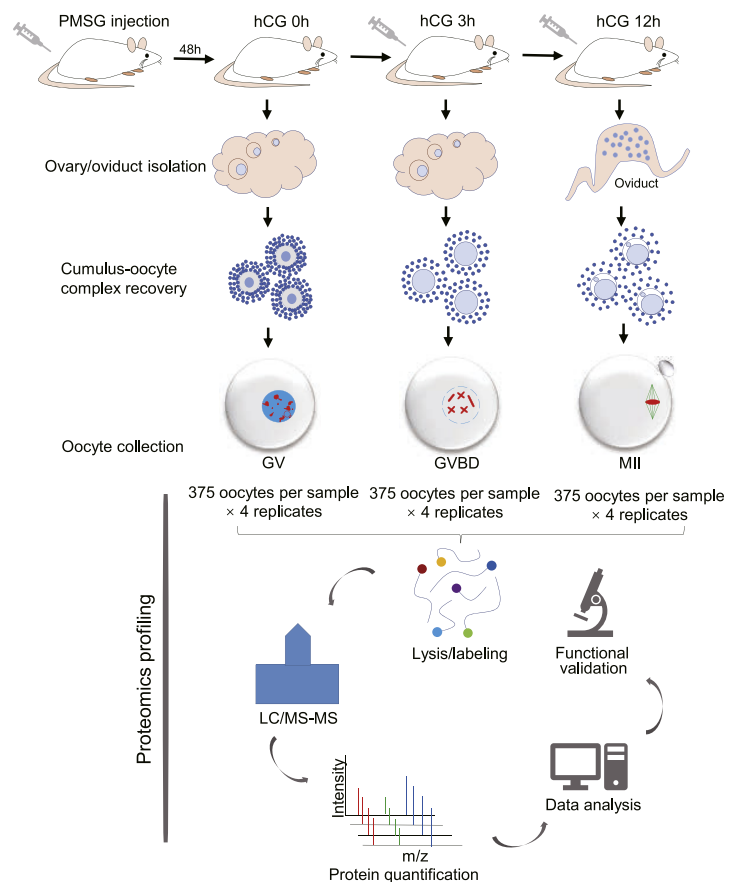 PMSG injection
48h
hCG 0h
hCG 3h
hCG 12h
Ovary/oviduct isolation
Oviduct
Cumulus-oocyte
complex recovery
Oocyte collection
GV
GVBD
MII
375 oocytes per sample
× 4 replicates
375 oocytes per sample
× 4 replicates
375 oocytes per sample
× 4 replicates
Proteomics profiling
Lysis/labeling
Functional
validation
LC/MS-MS
Intensity
m/z
Protein quantification
Data analysis